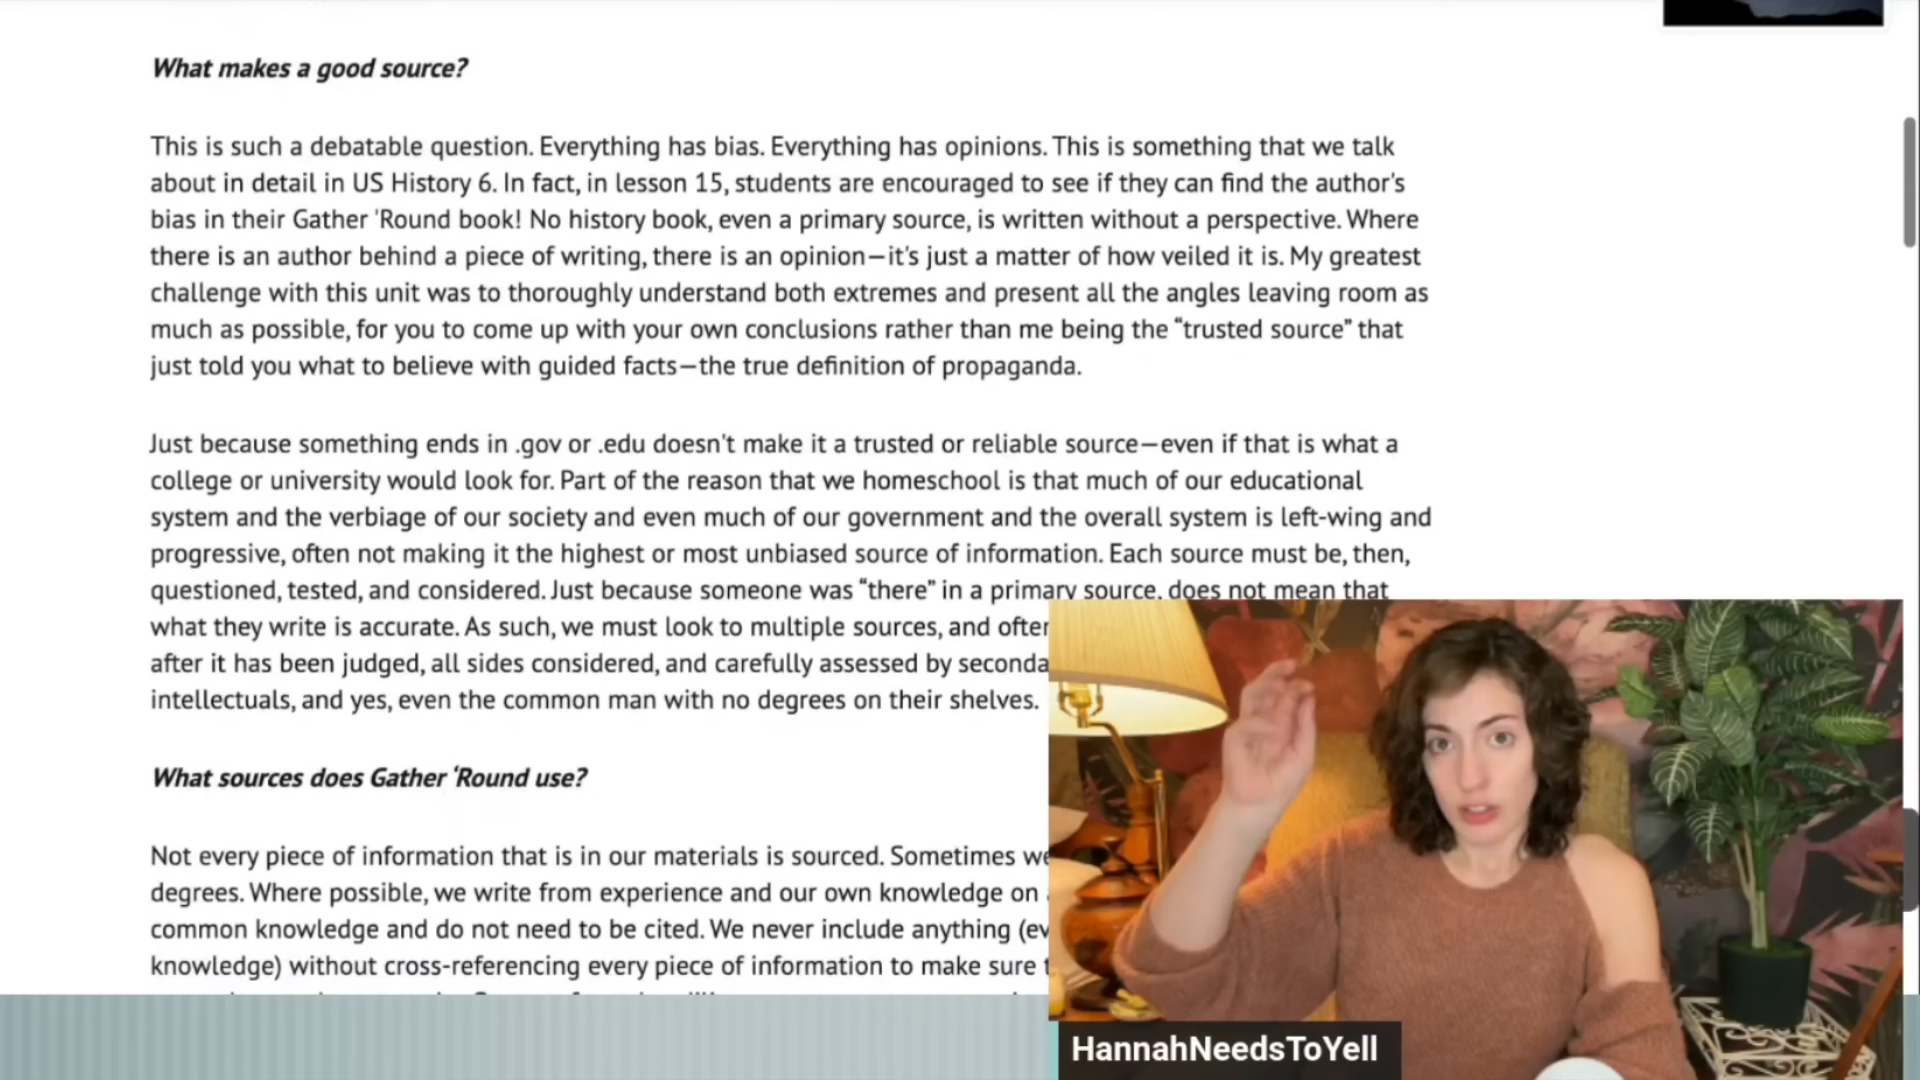 What makes a good source?
This is such a debatable question. Everything has bias. Everything has opinions. This is something that we talk
about in detail in US History 6. In fact, in lesson 15, students are encouraged to see if they can find the author's
bias in their Gather 'Round book! No history book, even a primary source, is written without a perspective. Where
there is an author behind a piece of writing, there is an opinion—it's just a matter of how veiled it is. My greatest
challenge with this unit was to thoroughly understand both extremes and present all the angles leaving room as
much as possible, for you to come up with your own conclusions rather than me being the “trusted source” that
just told you what to believe with guided facts—the true definition of propaganda.
Just because something ends in .gov or .edu doesn't make it a trusted or reliable source—even if that is what a
college or university would look for. Part of the reason that we homeschool is that much of our educational
system and the verbiage of our society and even much of our government and the overall system is left-wing and
progressive, often not making it the highest or most unbiased source of information. Each source must be, then,
questioned, tested, and considered. Just because someone was “there” in a primary source, does not mean that
what they write is accurate. As such, we must look to multiple sources, and
after it has been judged, all sides considered, and carefully assessed by
intellectuals, and yes, even the common man with no degrees on their shelves.
What sources does Gather ‘Round use?
Not every piece of information that is in our materials is sourced. Sometimes
degrees. Where possible, we write from experience and our own knowledge on
common knowledge and do not need to be cited. We never include anything
knowledge) without cross-referencing every piece of information to make sure
HannahNeedsToYell